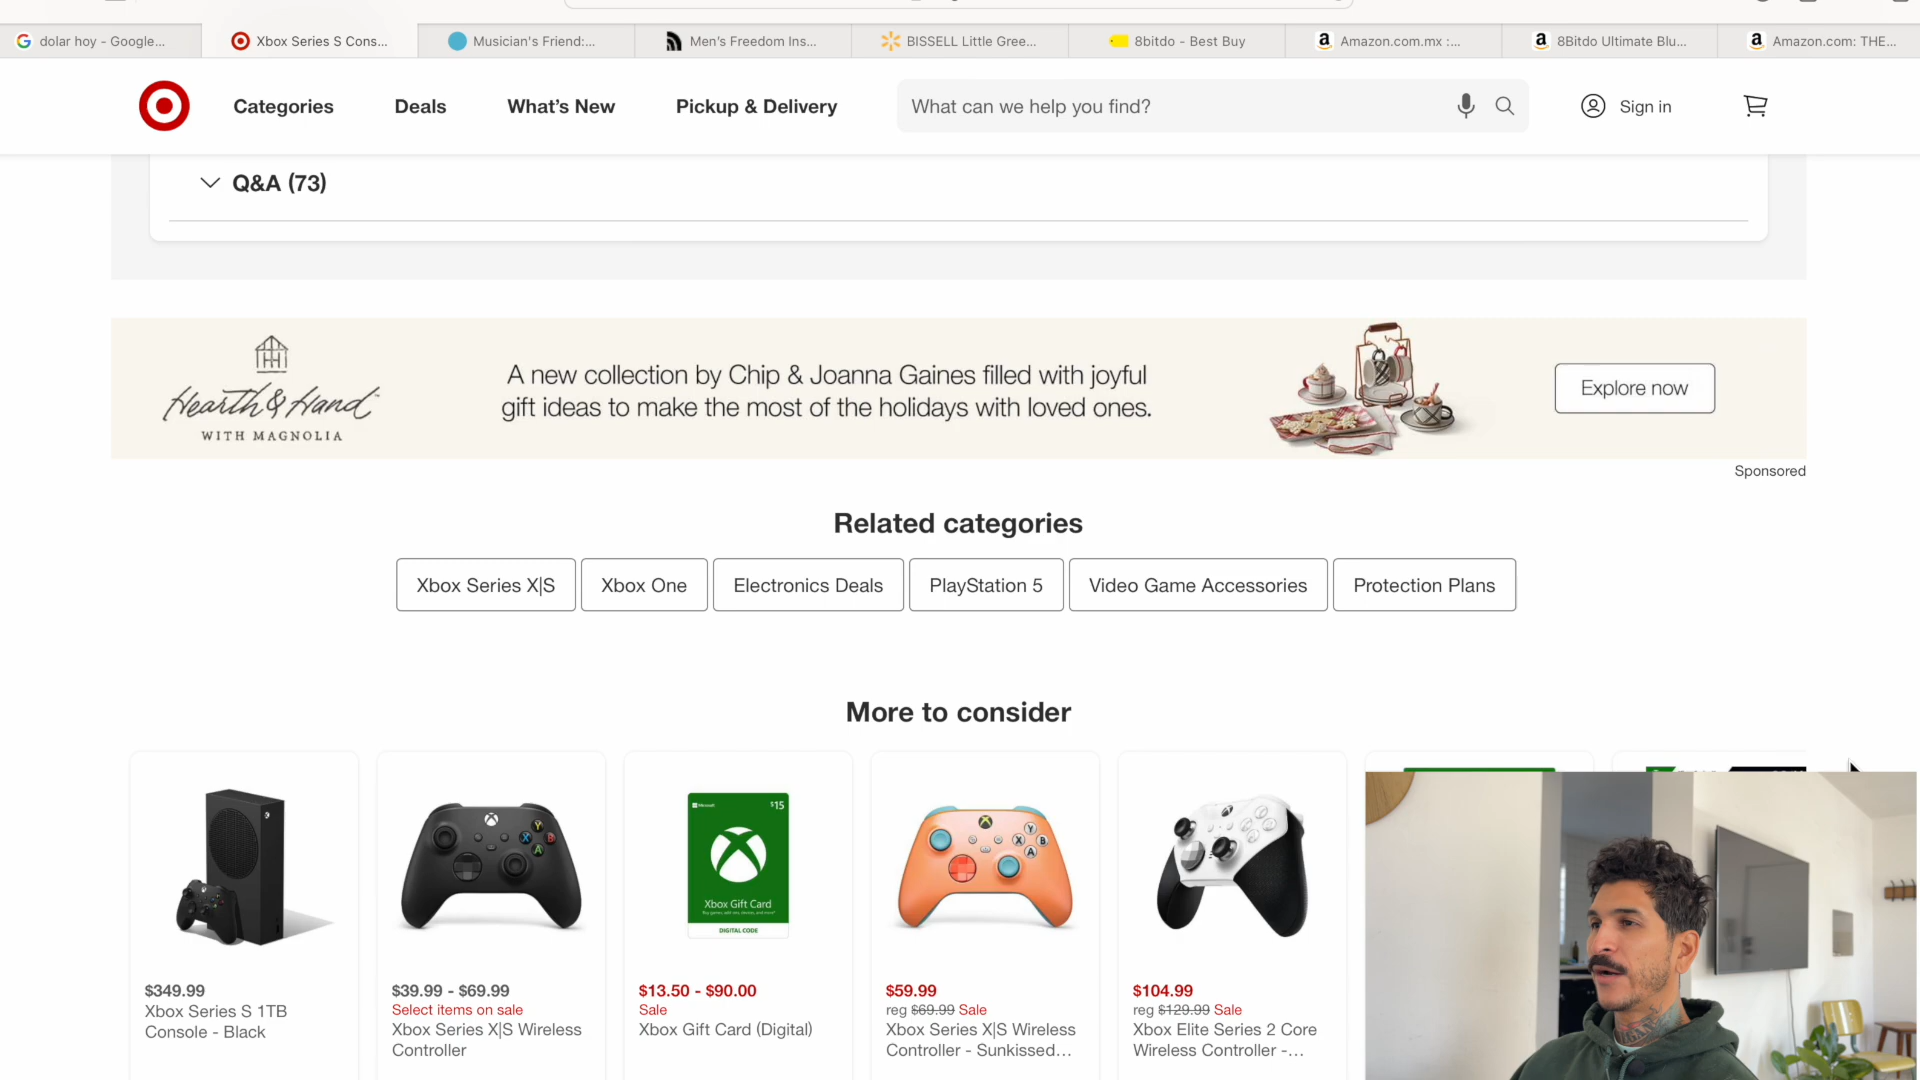 dolar hoy - Google...
Xbox Series S Cons...
Musician's Friend:...
Men's Freedom Ins...
BISSELL Little Gree...
8bitdo - Best Buy
Amazon.com.mx :...
8Bitdo Ultimate Blu...
Amazon.com: THE...
Categories
Deals
What's New
Pickup & Delivery
What can we help you find?
Sign in
Q&A (73)
Hearth & Hand™
WITH MAGNOLIA
A new collection by Chip & Joanna Gaines filled with joyful
gift ideas to make the most of the holidays with loved ones.
Explore now
Sponsored
Related categories
Xbox Series X|S
Xbox One
Electronics Deals
PlayStation 5
Video Game Accessories
Protection Plans
More to consider
Microsoft
$15
Xbox Gift Card
DIGITAL CODE
$349.99
Xbox Series S 1TB
Console - Black
$39.99 - $69.99
Select items on sale
Xbox Series X|S Wireless
Controller
$13.50 - $90.00
Sale
Xbox Gift Card (Digital)
$59.99
reg $69.99 Sale
Xbox Series X|S Wireless
Controller - Sunkissed...
$104.99
reg $129.99 Sale
Xbox Elite Series 2 Core
Wireless Controller -...